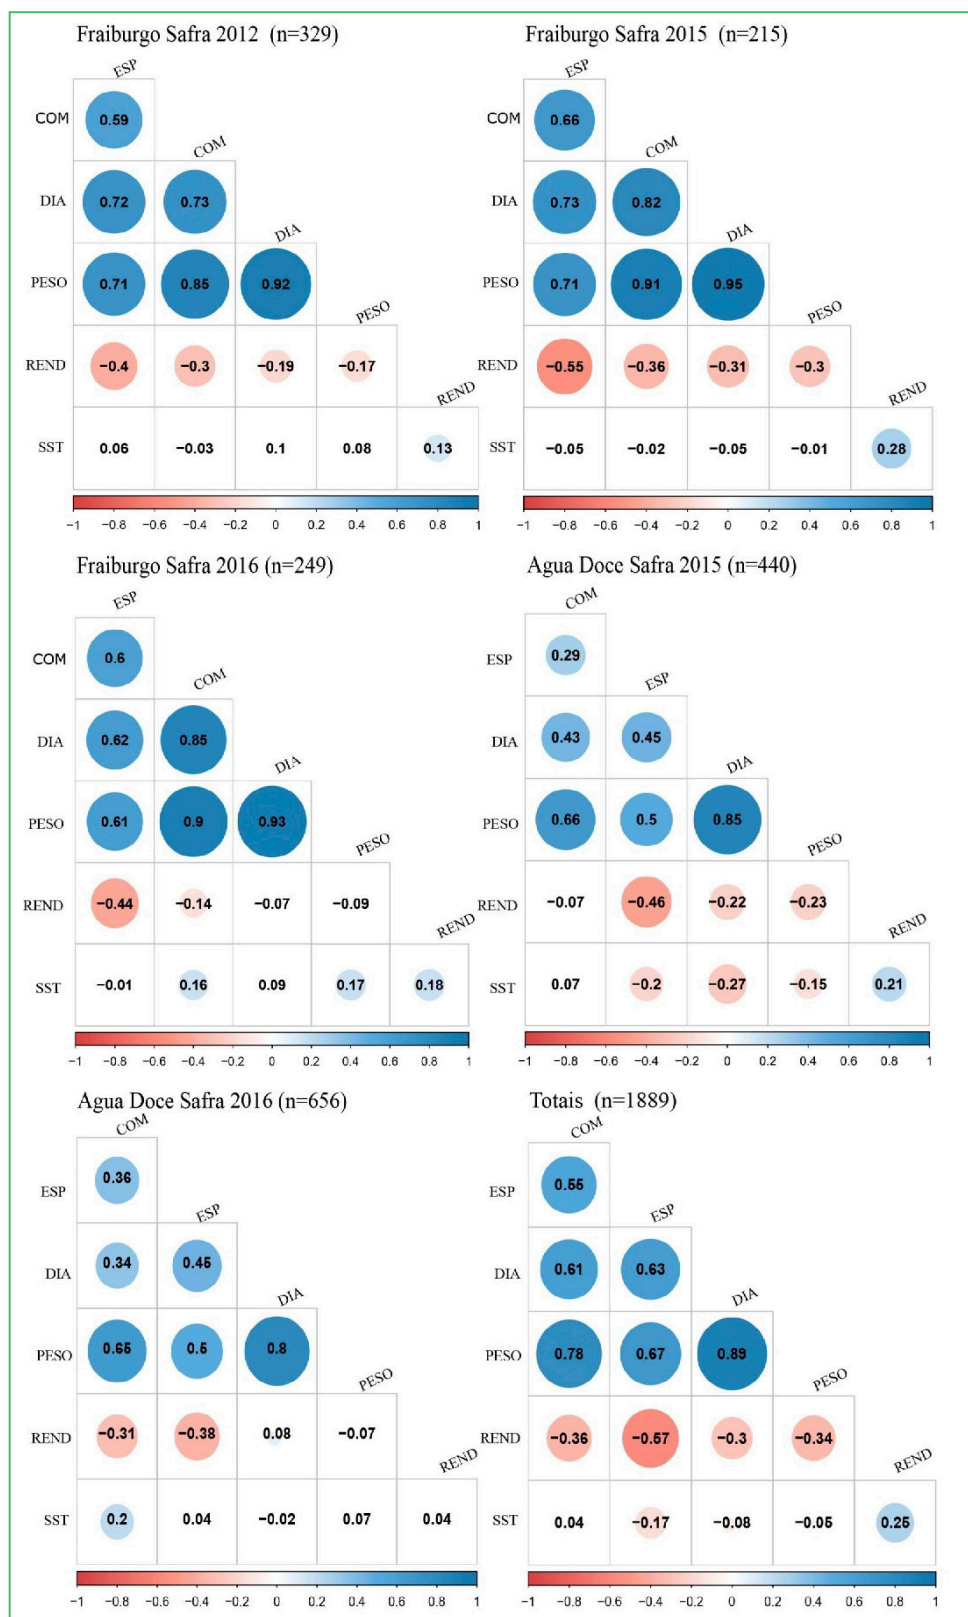 Fraiburgo Safra 2012 (n=329)
ESP
COM 0.59
COM
DIA 0.72 0.73
DIA
PESO 0.71 0.85 0.92
PESO
REND −0.4 −0.3 −0.19 −0.17
REND
SST 0.06 −0.03 0.1 0.08 0.13
−1 −0.8 −0.6 −0.4 −0.2 0 0.2 0.4 0.6 0.8 1
Fraiburgo Safra 2015 (n=215)
ESP
COM 0.66
COM
DIA 0.73 0.82
DIA
PESO 0.71 0.91 0.95
PESO
REND −0.55 −0.36 −0.31 −0.3
REND
SST −0.05 −0.02 −0.05 −0.01 0.28
−1 −0.8 −0.6 −0.4 −0.2 0 0.2 0.4 0.6 0.8 1
Fraiburgo Safra 2016 (n=249)
ESP
COM 0.6
COM
DIA 0.62 0.85
DIA
PESO 0.61 0.9 0.93
PESO
REND −0.44 −0.14 −0.07 −0.09
REND
SST −0.01 0.16 0.09 0.17 0.18
−1 −0.8 −0.6 −0.4 −0.2 0 0.2 0.4 0.6 0.8 1
Agua Doce Safra 2015 (n=440)
COM
ESP 0.29
ESP
DIA 0.43 0.45
DIA
PESO 0.66 0.5 0.85
PESO
REND −0.07 −0.46 −0.22 −0.23
REND
SST 0.07 −0.2 −0.27 −0.15 0.21
−1 −0.8 −0.6 −0.4 −0.2 0 0.2 0.4 0.6 0.8 1
Agua Doce Safra 2016 (n=656)
COM
ESP 0.36
ESP
DIA 0.34 0.45
DIA
PESO 0.65 0.5 0.8
PESO
REND −0.31 −0.38 0.08 −0.07
REND
SST 0.2 0.04 −0.02 0.07 0.04
−1 −0.8 −0.6 −0.4 −0.2 0 0.2 0.4 0.6 0.8 1
Totais (n=1889)
COM
ESP 0.55
ESP
DIA 0.61 0.63
DIA
PESO 0.78 0.67 0.89
PESO
REND −0.36 −0.57 −0.3 −0.34
REND
SST 0.04 −0.17 −0.08 −0.05 0.25
−1 −0.8 −0.6 −0.4 −0.2 0 0.2 0.4 0.6 0.8 1